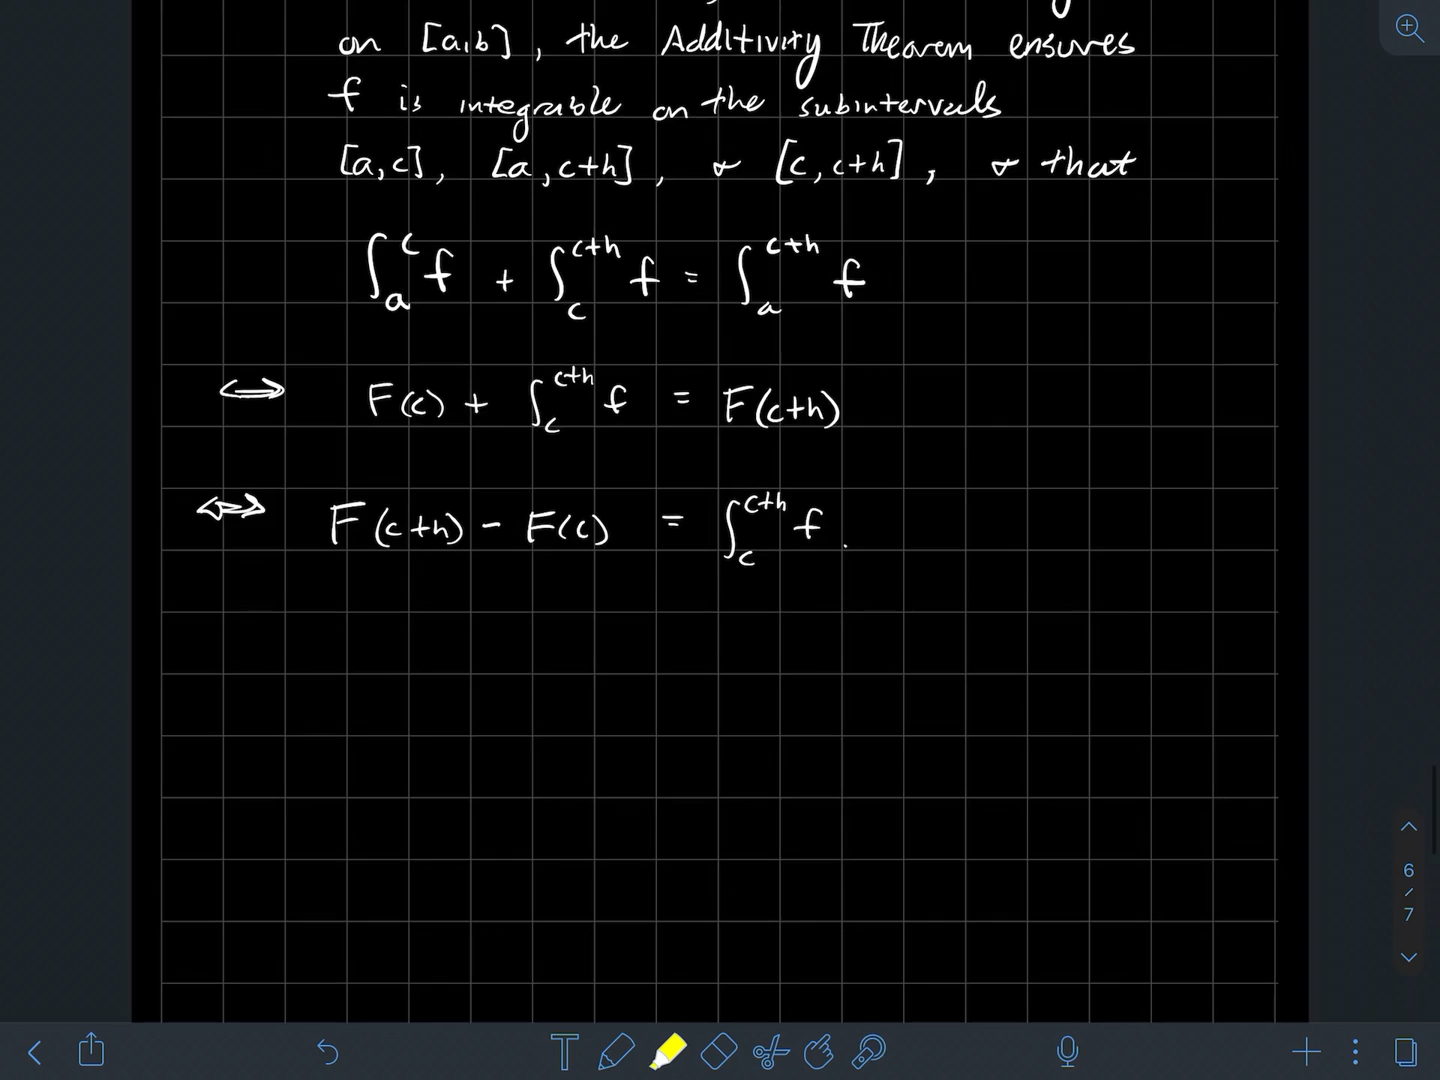 on [a,b], the Additivity Theorem ensures
f is integrable on the subintervals
[a,c], [a,c+h], & [c,c+h], & that
∫_a^c f + ∫_c^{c+h} f = ∫_a^{c+h} f
⟺ F(c) + ∫_c^{c+h} f = F(c+h)
⟺ F(c+h) - F(c) = ∫_c^{c+h} f.
6
/
7